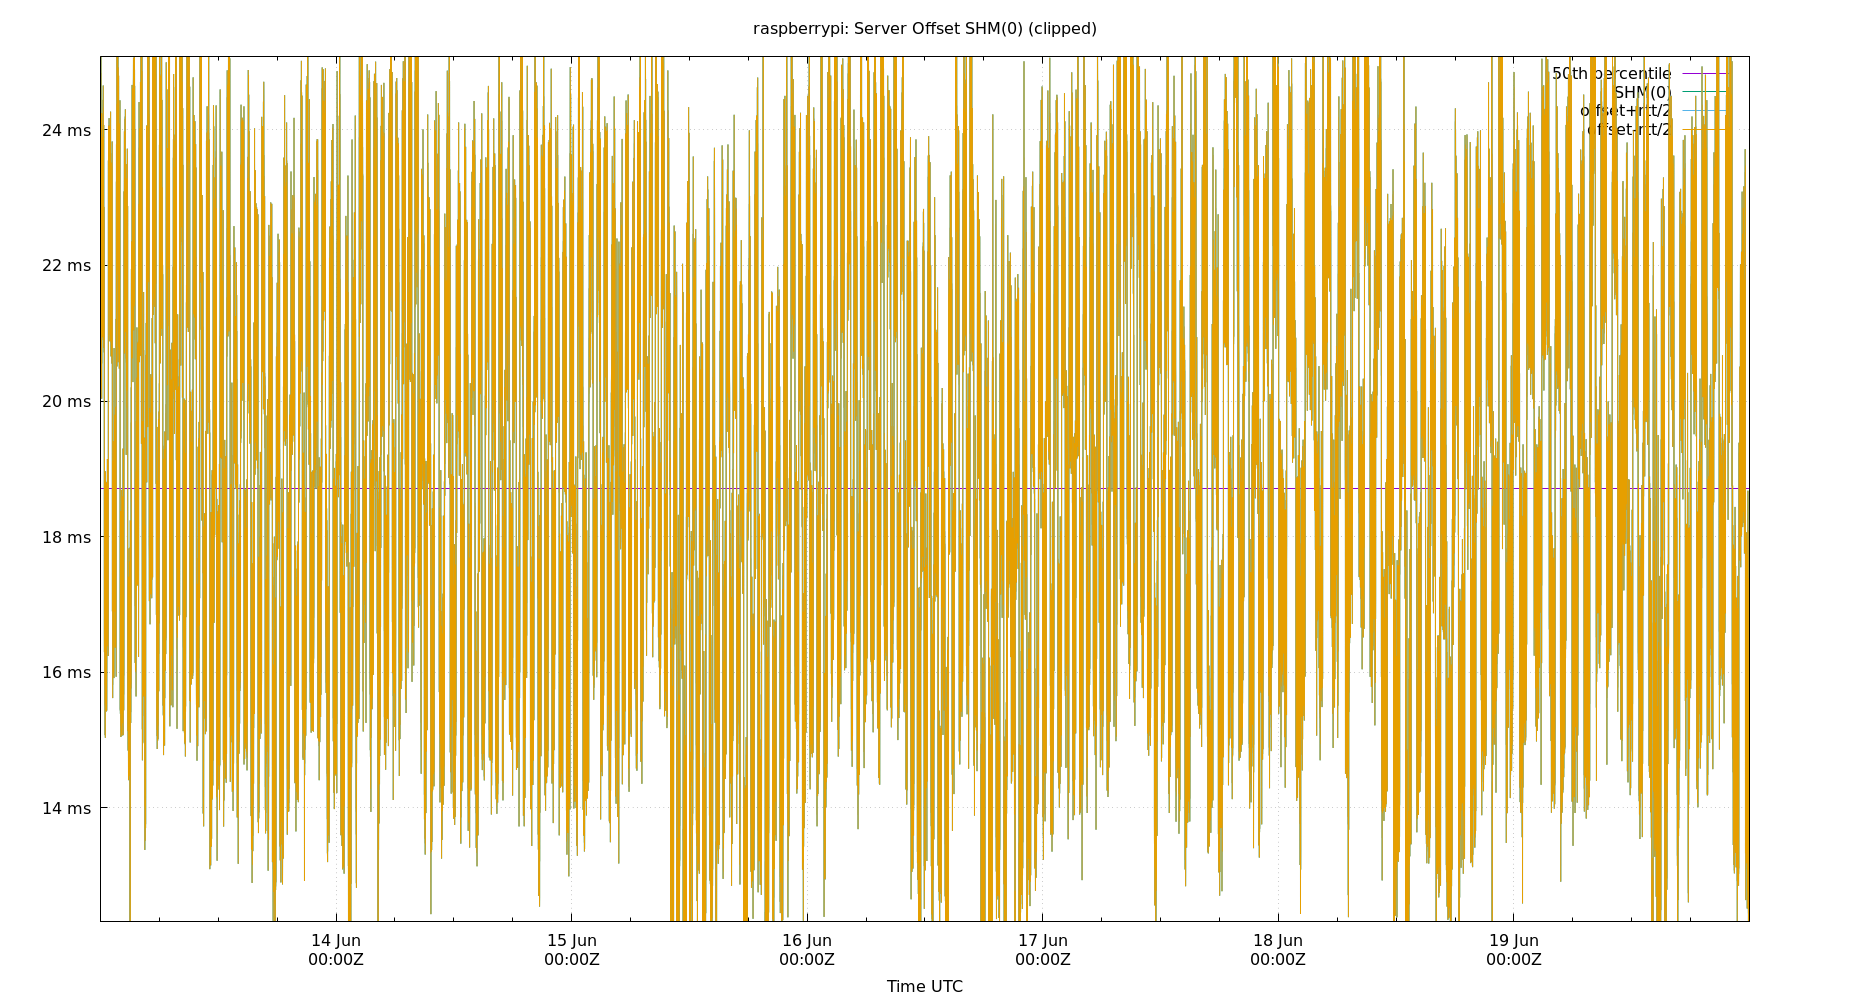 raspberrypi: Server Offset SHM(0) (clipped)
50th percentile
SHM(0)
offset+rtt/2
offset-rtt/2
24 ms
22 ms
20 ms
18 ms
16 ms
14 ms
14 Jun 15 Jun 16 Jun 17 Jun 18 Jun 19 Jun
00:00Z 00:00Z 00:00Z 00:00Z 00:00Z 00:00Z
Time UTC